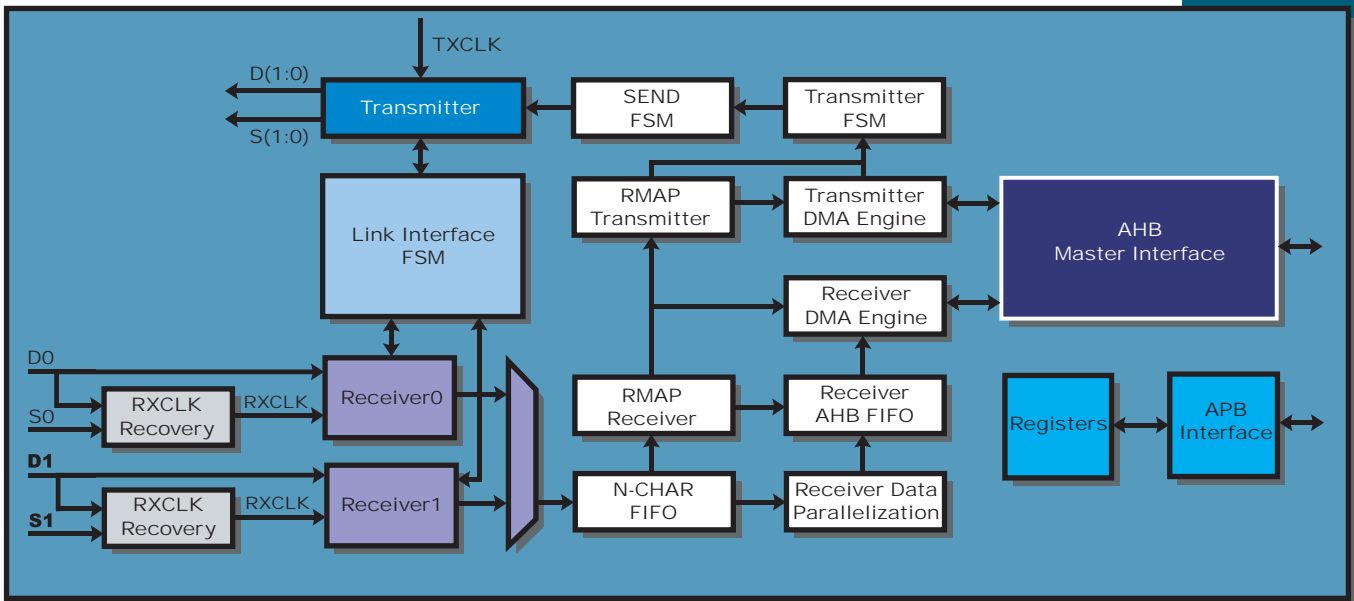 TXCLK
D(1:0)
S(1:0)
Transmitter
SEND
FSM
Transmitter
FSM
Link Interface
FSM
RMAP
Transmitter
Transmitter
DMA Engine
AHB
Master Interface
Receiver
DMA Engine
D0
S0
RXCLK
Recovery
RXCLK
Receiver0
RMAP
Receiver
Receiver
AHB FIFO
Registers
APB
Interface
D1
S1
RXCLK
Recovery
RXCLK
Receiver1
N-CHAR
FIFO
Receiver Data
Parallelization